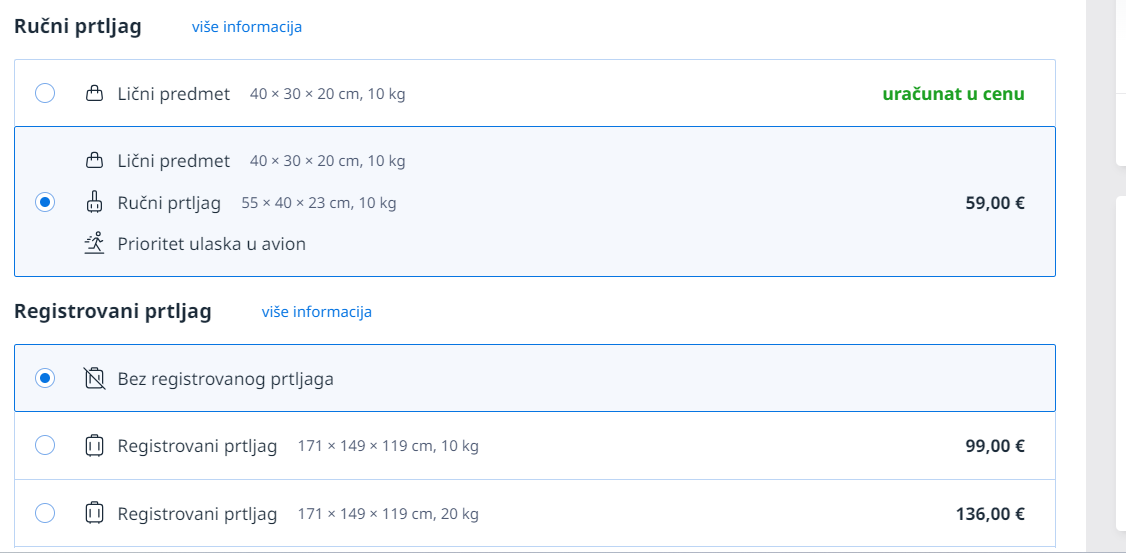 Ručni prtljag više informacija
Lični predmet 40 × 30 × 20 cm, 10 kg uračunat u cenu
Lični predmet 40 × 30 × 20 cm, 10 kg
Ručni prtljag 55 × 40 × 23 cm, 10 kg 59,00 €
Prioritet ulaska u avion
Registrovani prtljag više informacija
Bez registrovanog prtljaga
Registrovani prtljag 171 × 149 × 119 cm, 10 kg 99,00 €
Registrovani prtljag 171 × 149 × 119 cm, 20 kg 136,00 €